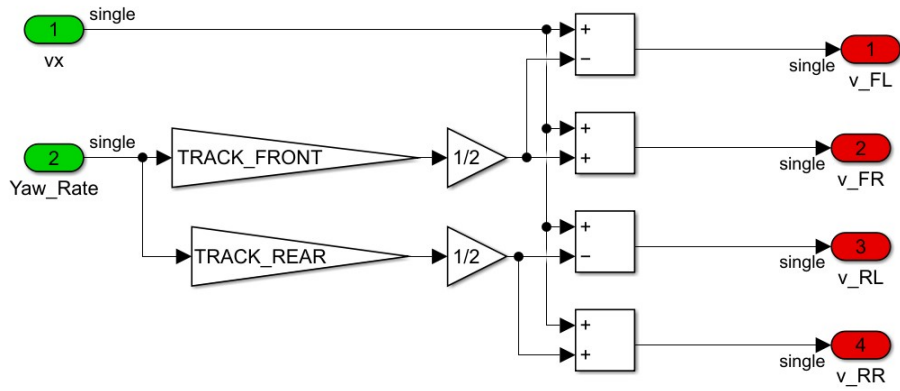 single
1
vx
+
−
single
1
v_FL
single
2
Yaw_Rate
TRACK_FRONT
1/2
+
+
single
2
v_FR
TRACK_REAR
1/2
+
−
single
3
v_RL
+
+
single
4
v_RR